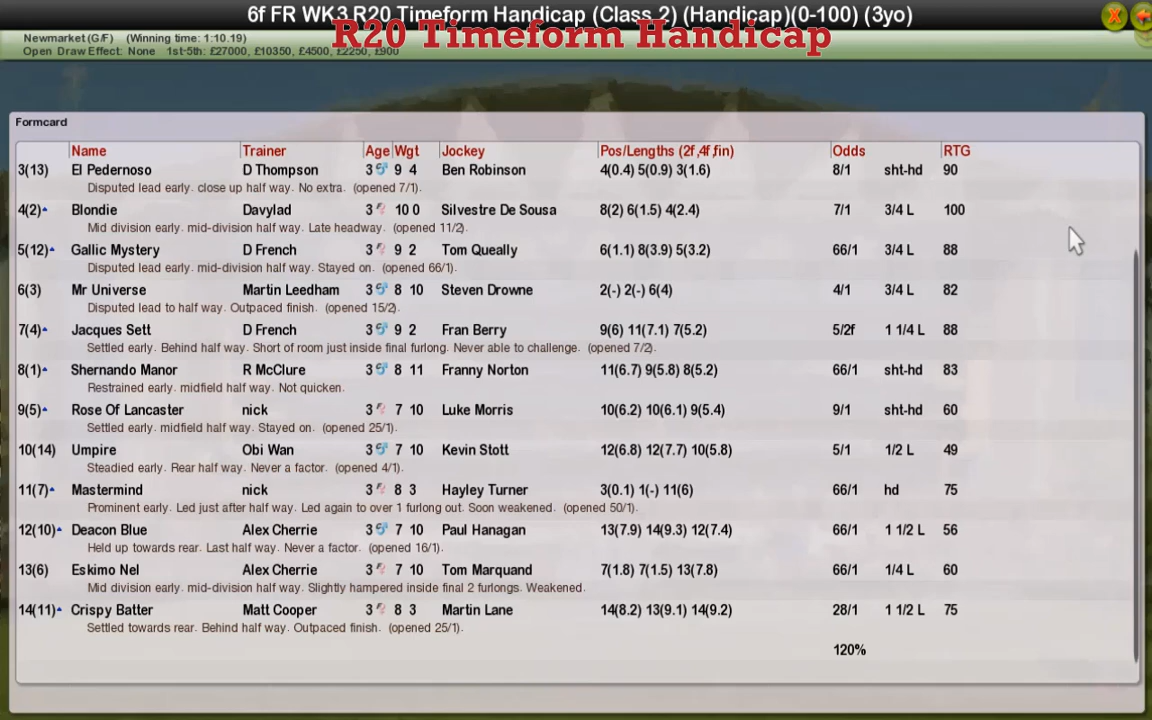 6f FR WK3 R20 Timeform Handicap (Class 2) (Handicap)(0-100) (3yo)
R20 Timeform Handicap
Newmarket (G/F) (Winning time: 1:10.19)
Open Draw Effect: None 1st-5th: £27000, £10350, £4500, £2250, £900
Formcard
Name Trainer Age Wgt Jockey Pos/Lengths (2f,4f,fin) Odds RTG
3(13) El Pedernoso D Thompson 3 9 4 Ben Robinson 4(0.4) 5(0.9) 3(1.6) 8/1 sht-hd 90
Disputed lead early. close up half way. No extra. (opened 7/1).
4(2) Blondie Davylad 3 10 0 Silvestre De Sousa 8(2) 6(1.5) 4(2.4) 7/1 3/4 L 100
Mid division early. mid-division half way. Late headway. (opened 11/2).
5(12) Gallic Mystery D French 3 9 2 Tom Queally 6(1.1) 8(3.9) 5(3.2) 66/1 3/4 L 88
Disputed lead early. mid-division half way. Stayed on. (opened 66/1).
6(3) Mr Universe Martin Leedham 3 8 10 Steven Drowne 2(-) 2(-) 6(4) 4/1 3/4 L 82
Disputed lead to half way. Outpaced finish. (opened 15/2).
7(4) Jacques Sett D French 3 9 2 Fran Berry 9(6) 11(7.1) 7(5.2) 5/2f 1 1/4 L 88
Settled early. Behind half way. Short of room just inside final furlong. Never able to challenge. (opened 7/2).
8(1) Shernando Manor R McClure 3 8 11 Franny Norton 11(6.7) 9(5.8) 8(5.2) 66/1 sht-hd 83
Restrained early. midfield half way. Not quicken.
9(5) Rose Of Lancaster nick 3 7 10 Luke Morris 10(6.2) 10(6.1) 9(5.4) 9/1 sht-hd 60
Settled early. midfield half way. Stayed on. (opened 25/1).
10(14) Umpire Obi Wan 3 7 10 Kevin Stott 12(6.8) 12(7.7) 10(5.8) 5/1 1/2 L 49
Steadied early. Rear half way. Never a factor. (opened 4/1).
11(7) Mastermind nick 3 8 3 Hayley Turner 3(0.1) 1(-) 11(6) 66/1 hd 75
Prominent early. Led just after half way. Led again to over 1 furlong out. Soon weakened. (opened 50/1).
12(10) Deacon Blue Alex Cherrie 3 7 10 Paul Hanagan 13(7.9) 14(9.3) 12(7.4) 66/1 1 1/2 L 56
Held up towards rear. Last half way. Never a factor. (opened 16/1).
13(6) Eskimo Nel Alex Cherrie 3 7 10 Tom Marquand 7(1.8) 7(1.5) 13(7.8) 66/1 1/4 L 60
Mid division early. mid-division half way. Slightly hampered inside final 2 furlongs. Weakened.
14(11) Crispy Batter Matt Cooper 3 8 3 Martin Lane 14(8.2) 13(9.1) 14(9.2) 28/1 1 1/2 L 75
Settled towards rear. Behind half way. Outpaced finish. (opened 25/1).
120%